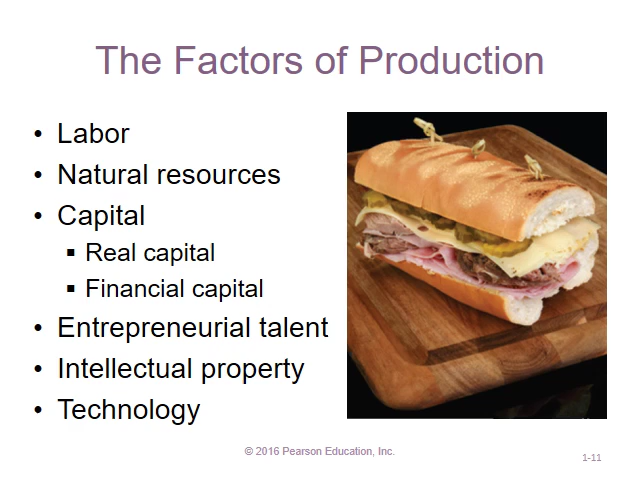 The Factors of Production
• Labor
• Natural resources
• Capital
▪ Real capital
▪ Financial capital
• Entrepreneurial talent
• Intellectual property
• Technology
© 2016 Pearson Education, Inc.
1-11